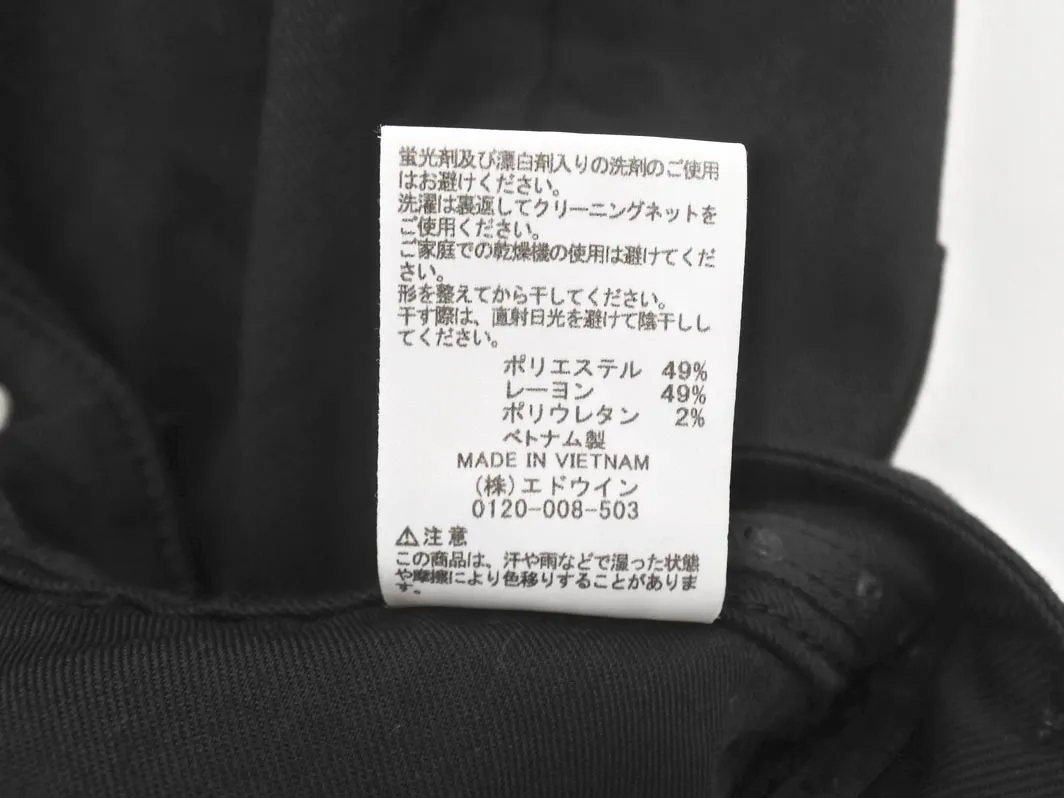 蛍光剤及び漂白剤入りの洗剤のご使用
はお避けください。
洗濯は裏返してクリーニングネットを
ご使用ください。
ご家庭での乾燥機の使用は避けてくだ
さい。
形を整えてから干してください。
干す際は、直射日光を避けて陰干しし
てください。
ポリエステル 49%
レーヨン 49%
ポリウレタン 2%
ベトナム製
MADE IN VIETNAM
(株)エドウイン
0120-008-503
⚠注意
この商品は、汗や雨などで湿った状態
や摩擦により色移りすることがありま
す。